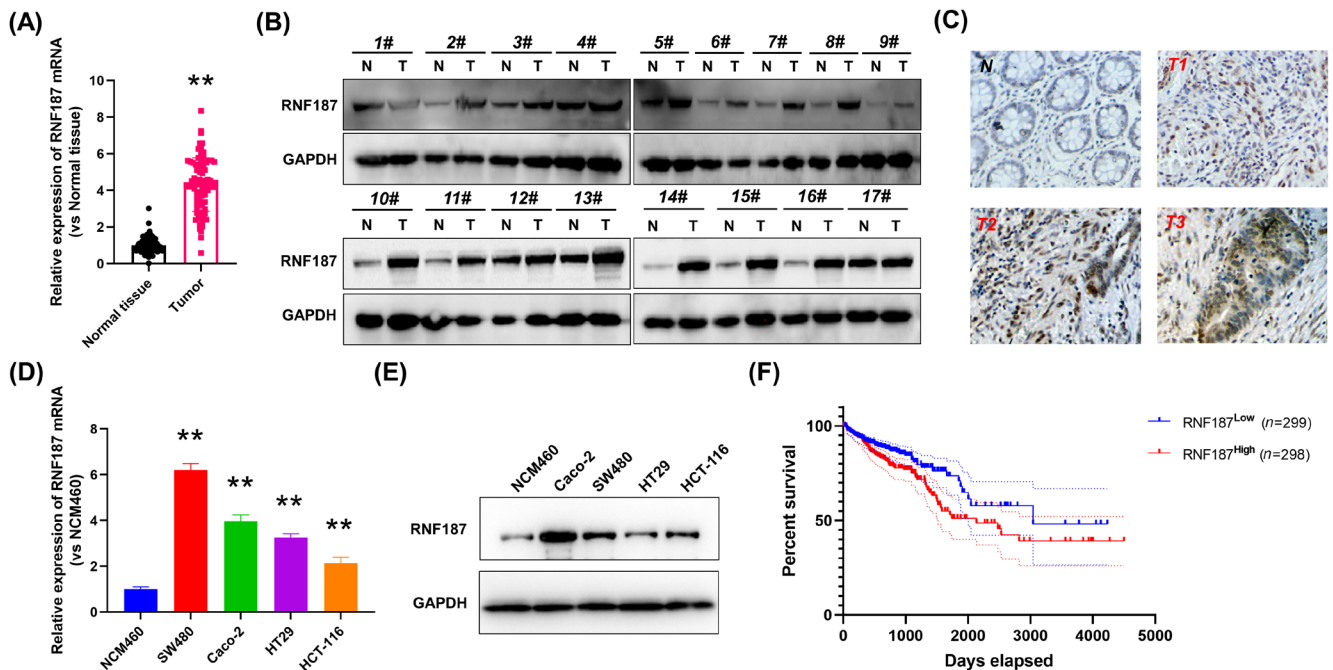 (A)
Relative expression of RNF187 mRNA
(vs Normal tissue)
10
8
6
4
2
0
**
Normal tissue
Tumor
(B)
1# 2# 3# 4# 5# 6# 7# 8# 9#
N T N T N T N T N T N T N T N T N T
RNF187
GAPDH
10# 11# 12# 13# 14# 15# 16# 17#
N T N T N T N T N T N T N T N T
RNF187
GAPDH
(C)
N
T1
T2
T3
(D)
Relative expression of RNF187 mRNA
(vs NCM460)
8
6
4
2
0
** ** ** **
NCM460
SW480
Caco-2
HT29
HCT-116
(E)
NCM460
Caco-2
SW480
HT29
HCT-116
RNF187
GAPDH
(F)
Percent survival
100
50
0
0 1000 2000 3000 4000 5000
Days elapsed
RNF187Low (n=299)
RNF187High (n=298)